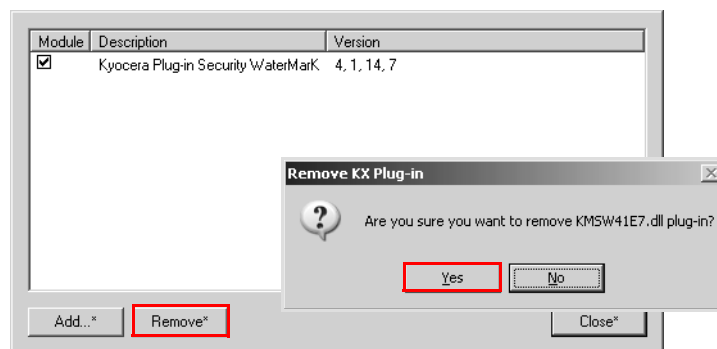 Module Description Version
Kyocera Plug-in Security WaterMarK 4, 1, 14, 7
Remove KX Plug-in
Are you sure you want to remove KMSW41E7.dll plug-in?
Yes No
Add...* Remove* Close*